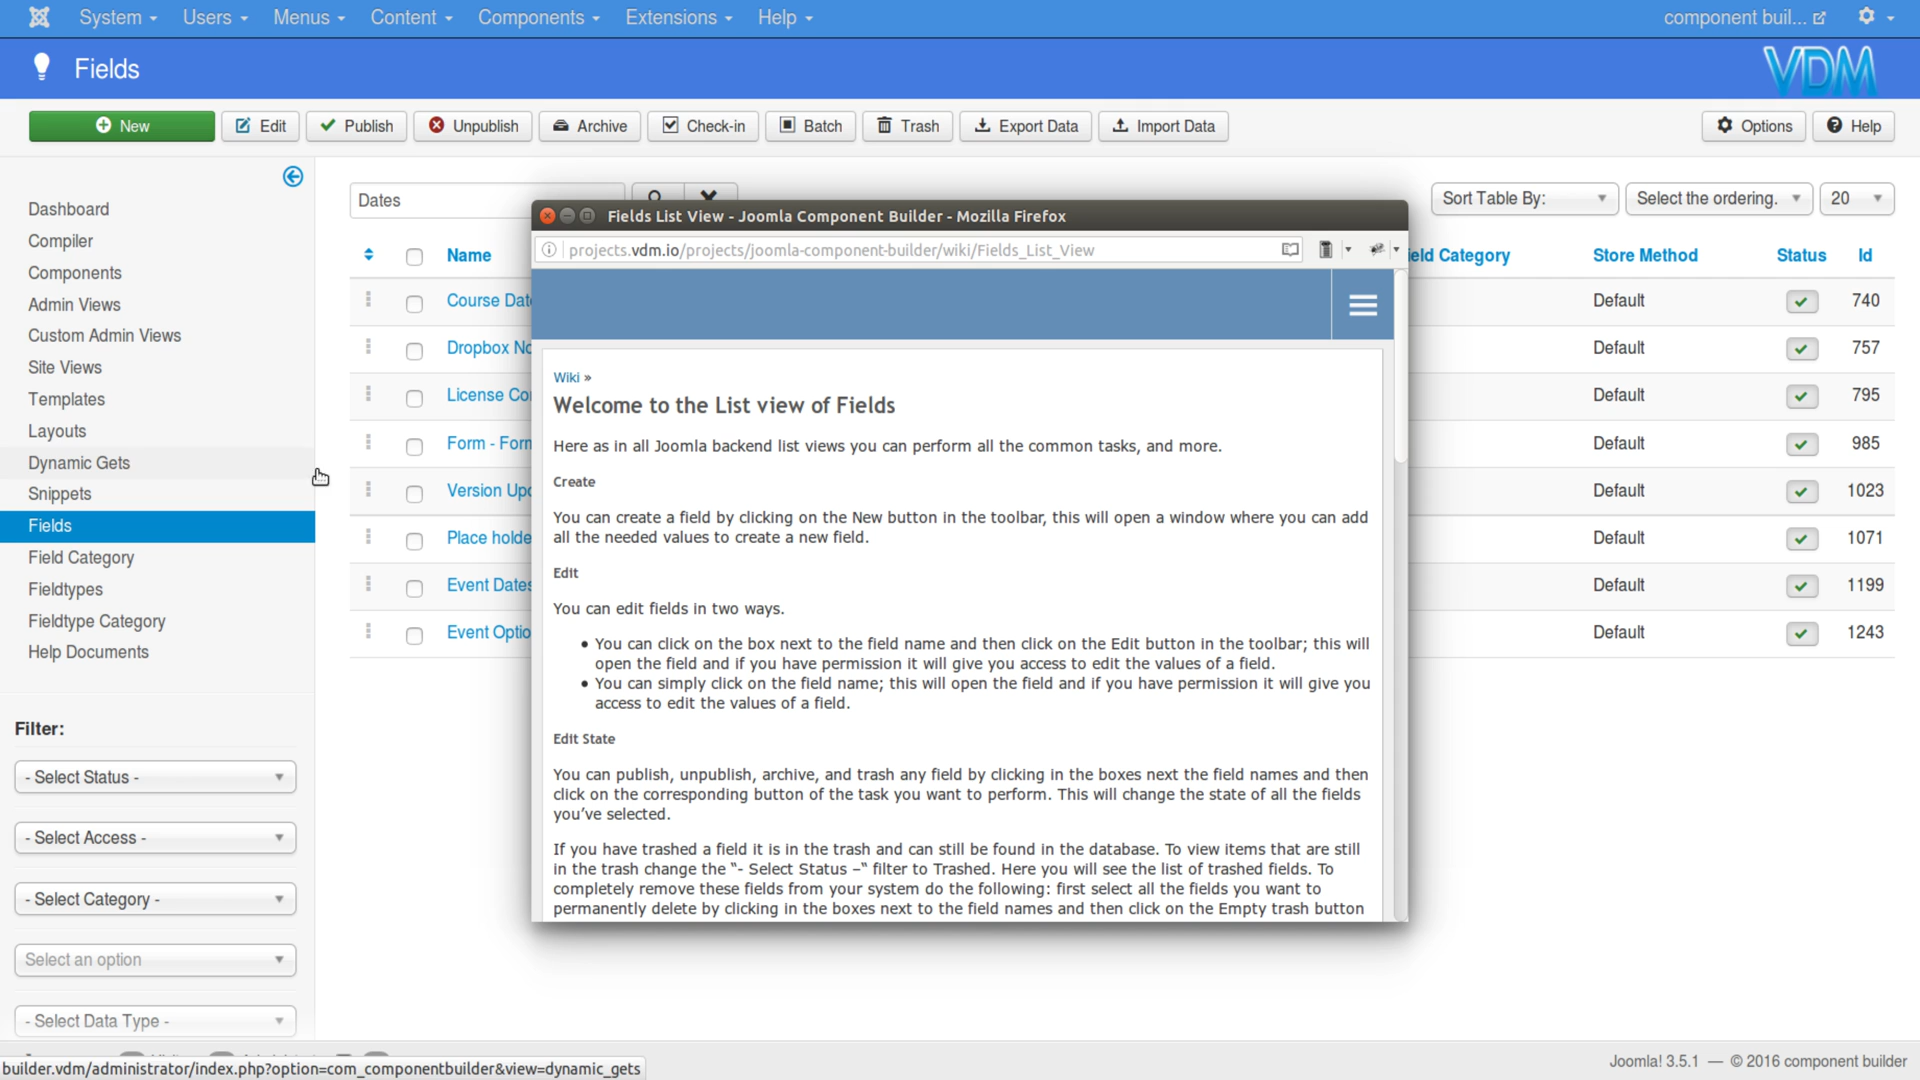 System Users Menus Content Components Extensions Help component buil...
Fields VDM
New Edit Publish Unpublish Archive Check-in Batch Trash Export Data Import Data Options Help
Dashboard
Compiler
Components
Admin Views
Custom Admin Views
Site Views
Templates
Layouts
Dynamic Gets
Snippets
Fields
Field Category
Fieldtypes
Fieldtype Category
Help Documents
Filter:
- Select Status -
- Select Access -
- Select Category -
Select an option
- Select Data Type -
Dates Sort Table By: Select the ordering. 20
Name Store Method Status Id
Category
Course Default 740
Dropbox Default 757
License Default 795
Form - Default 985
Version Default 1023
Place Default 1071
Event Dates Default 1199
Event Default 1243
Fields List View - Joomla Component Builder - Mozilla Firefox
projects.vdm.io/projects/joomla-component-builder/wiki/Fields_List_View
Wiki »
Welcome to the List view of Fields
Here as in all Joomla backend list views you can perform all the common tasks, and more.
Create
You can create a field by clicking on the New button in the toolbar, this will open a window where you can add
all the needed values to create a new field.
Edit
You can edit fields in two ways.
• You can click on the box next to the field name and then click on the Edit button in the toolbar; this will
open the field and if you have permission it will give you access to edit the values of a field.
• You can simply click on the field name; this will open the field and if you have permission it will give you
access to edit the values of a field.
Edit State
You can publish, unpublish, archive, and trash any field by clicking in the boxes next the field names and then
click on the corresponding button of the task you want to perform. This will change the state of all the fields
you've selected.
If you have trashed a field it is in the trash and can still be found in the database. To view items that are still
in the trash change the “- Select Status –“ filter to Trashed. Here you will see the list of trashed fields. To
completely remove these fields from your system do the following: first select all the fields you want to
permanently delete by clicking in the boxes next to the field names and then click on the Empty trash button
builder.vdm/administrator/index.php?option=com_componentbuilder&view=dynamic_gets
Joomla! 3.5.1 — © 2016 component builder